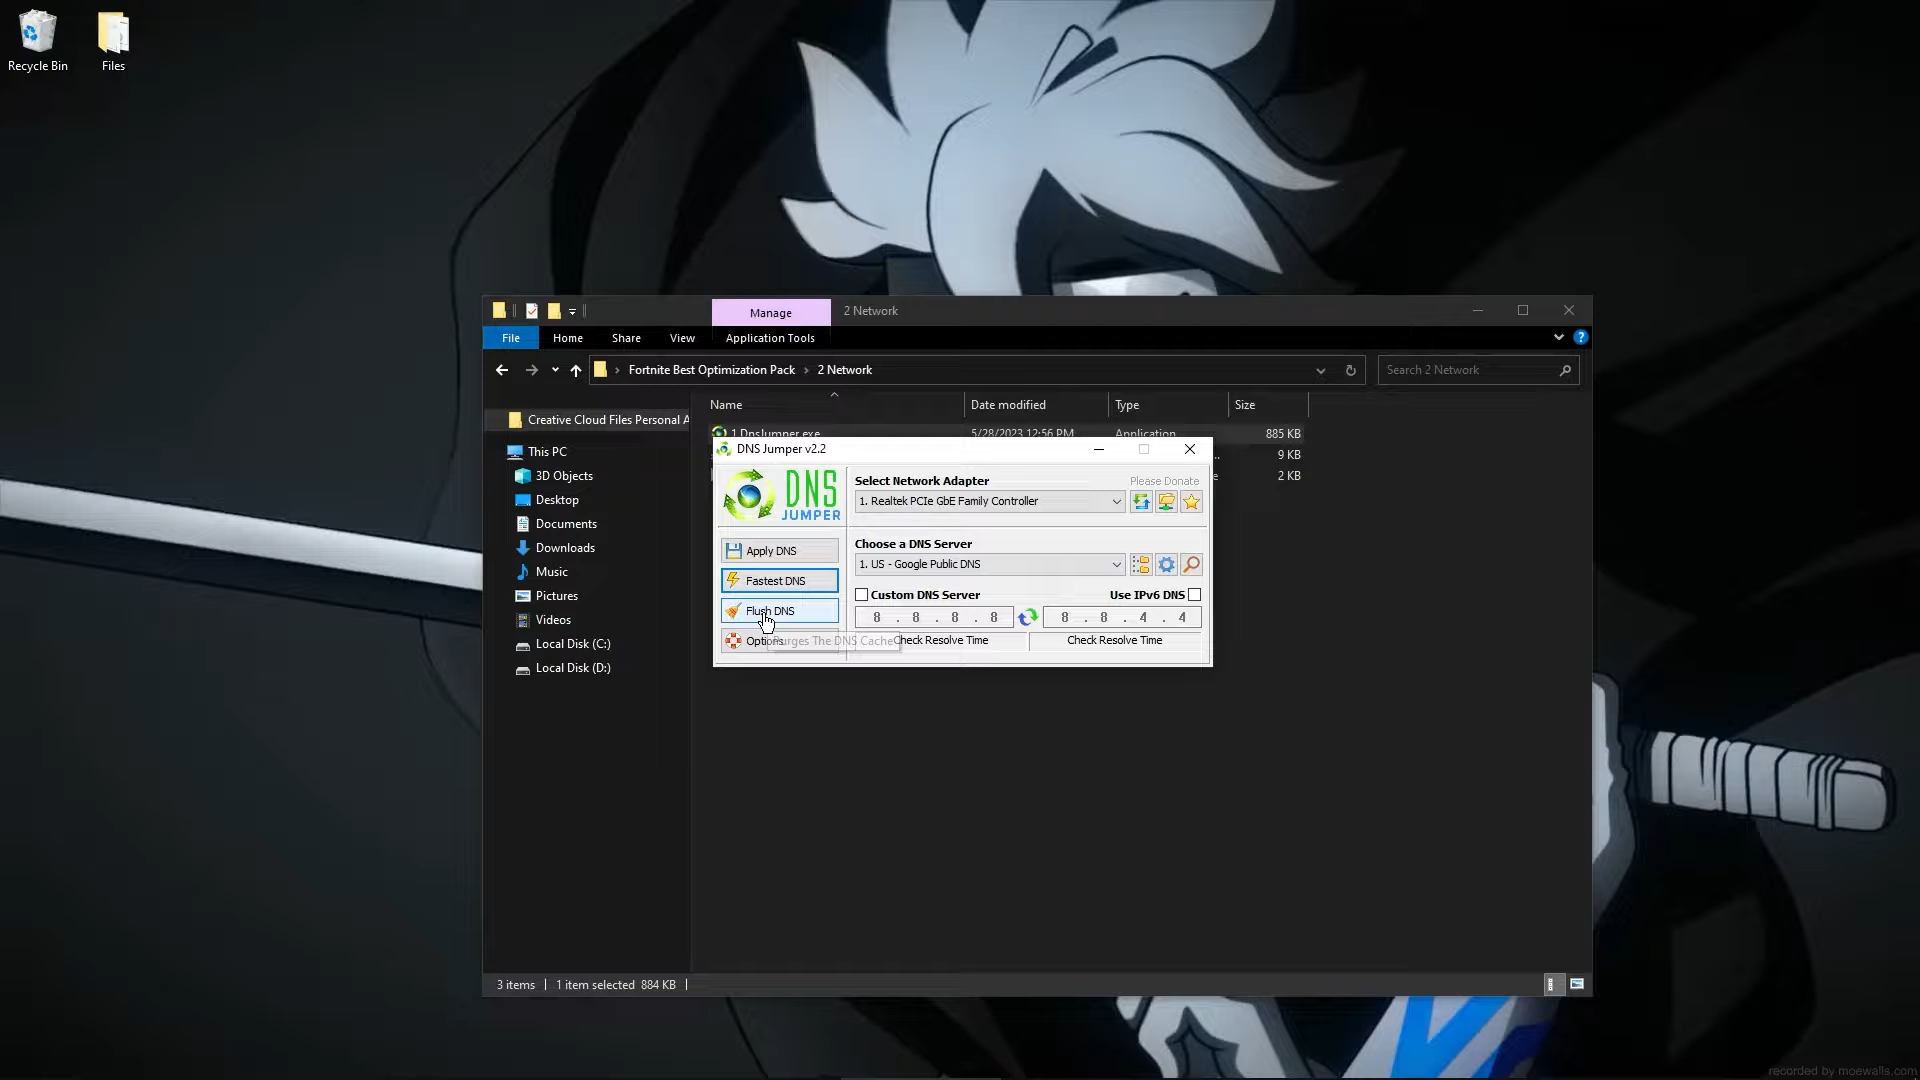 Recycle Bin
Files
Manage
2 Network
File
Home
Share
View
Application Tools
Fortnite Best Optimization Pack
2 Network
Search 2 Network
Name
Date modified
Type
Size
Creative Cloud Files Personal A
This PC
3D Objects
Desktop
Documents
Downloads
Music
Pictures
Videos
Local Disk (C:)
Local Disk (D:)
1 DnsJumper.exe
5/28/2023 12:56 PM
Application
885 KB
9 KB
2 KB
DNS Jumper v2.2
DNS
JUMPER
Select Network Adapter
Please Donate
1. Realtek PCIe GbE Family Controller
Apply DNS
Fastest DNS
Flush DNS
Purges The DNS Cache
Choose a DNS Server
1. US - Google Public DNS
Custom DNS Server
Use IPv6 DNS
8 . 8 . 8 . 8
8 . 8 . 4 . 4
Check Resolve Time
Check Resolve Time
3 items
1 item selected 884 KB
recorded by moewalls.com